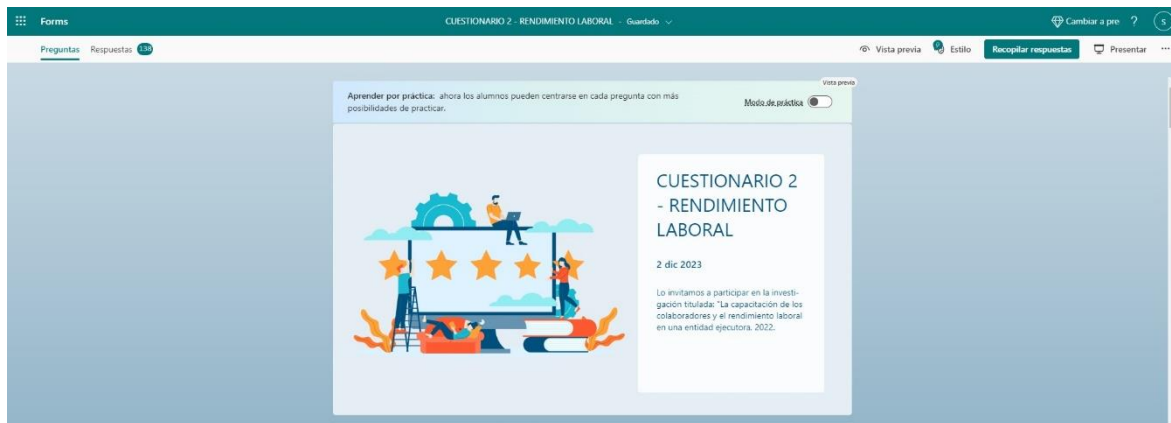 Forms
CUESTIONARIO 2 - RENDIMIENTO LABORAL - Guardado
Cambiar a pre ? S
Preguntas Respuestas 138
Vista previa Estilo Recopilar respuestas Presentar ...
Vista previa
Aprender por práctica: ahora los alumnos pueden centrarse en cada pregunta con más
posibilidades de practicar.
Modo de práctica
CUESTIONARIO 2
- RENDIMIENTO
LABORAL
2 dic 2023
Lo invitamos a participar en la investi-
gación titulada: "La capacitación de los
colaboradores y el rendimiento laboral
en una entidad ejecutora, 2022.